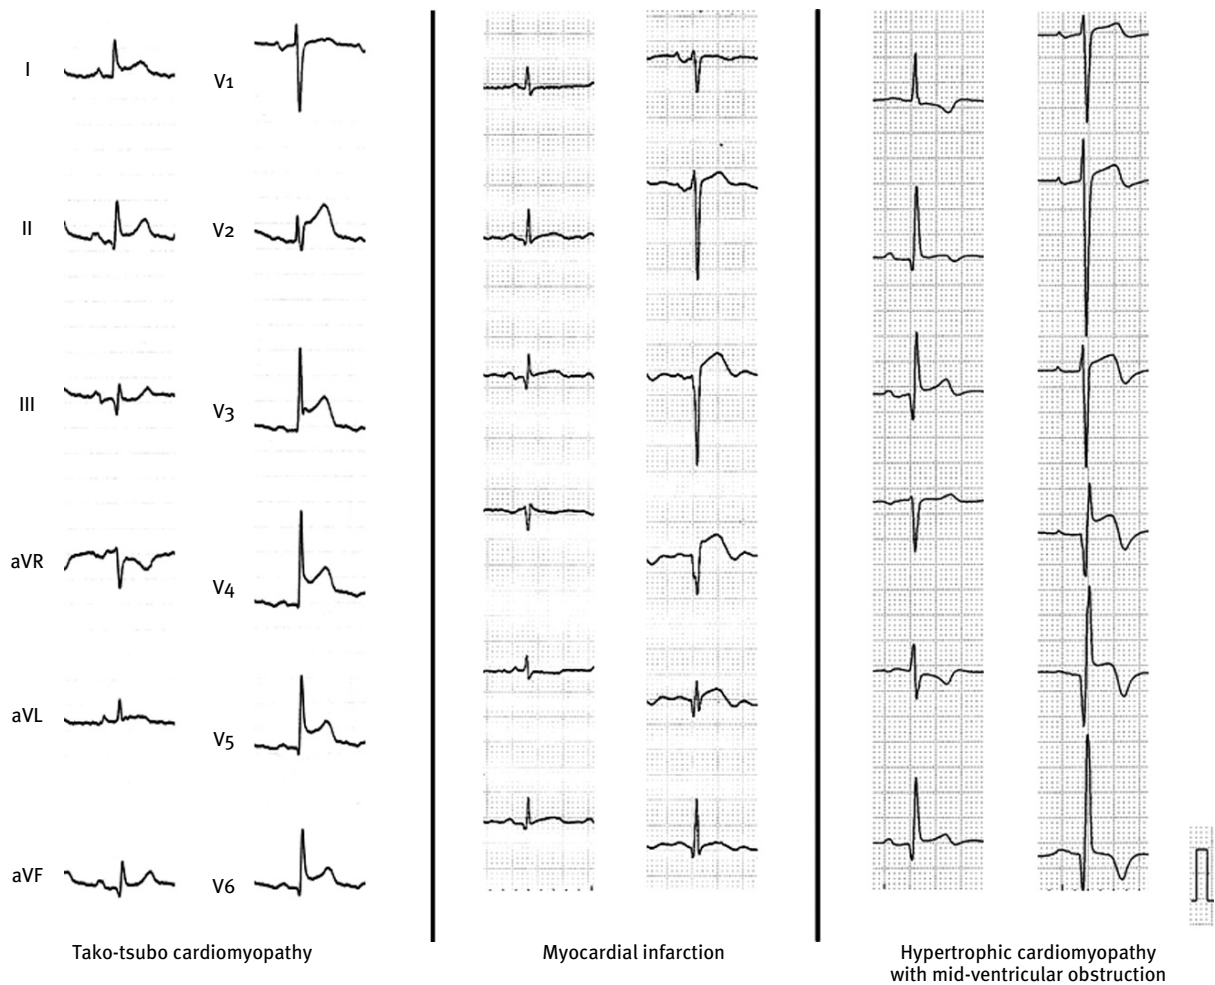 I
V1
II
V2
III
V3
aVR
V4
aVL
V5
aVF
V6
Tako-tsubo cardiomyopathy
Myocardial infarction
Hypertrophic cardiomyopathy
with mid-ventricular obstruction